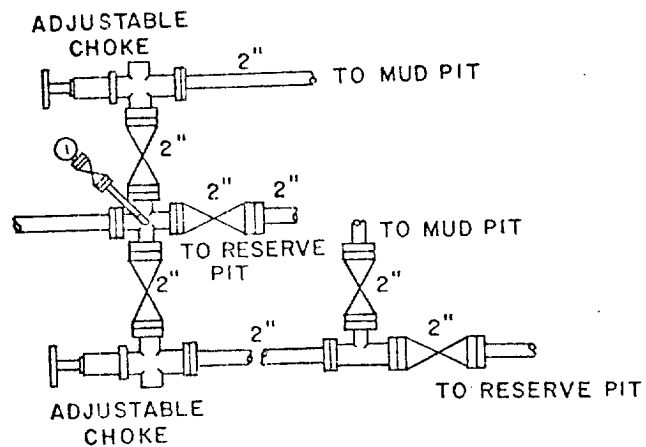 ADJUSTABLE
CHOKE
2"
TO MUD PIT
2"
1
2"
2"
TO RESERVE
PIT
TO MUD PIT
2"
2"
2"
2"
TO RESERVE PIT
ADJUSTABLE
CHOKE